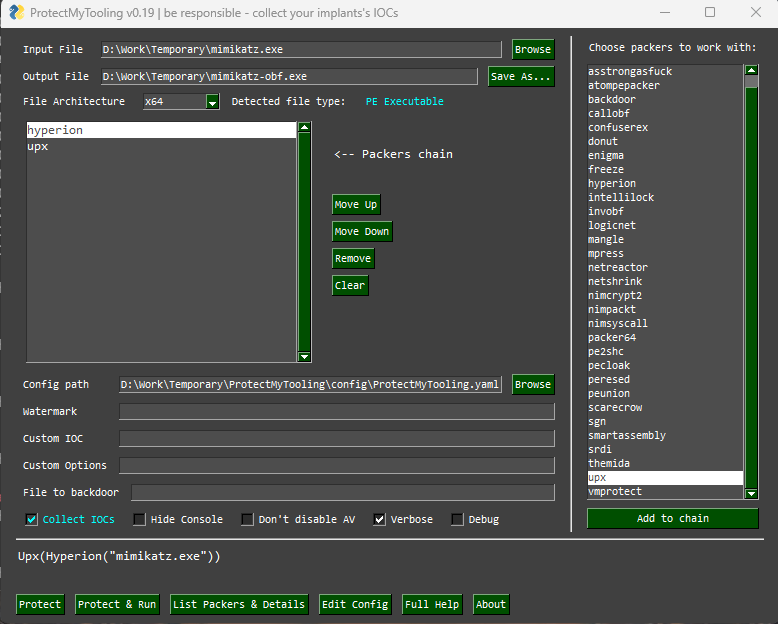 ProtectMyTooling v0.19 | be responsible - collect your implants's IOCs
Input File D:\Work\Temporary\mimikatz.exe Browse
Output File D:\Work\Temporary\mimikatz-obf.exe Save As...
File Architecture x64 Detected file type: PE Executable
hyperion
upx
<-- Packers chain
Move Up
Move Down
Remove
Clear
Config path D:\Work\Temporary\ProtectMyTooling\config\ProtectMyTooling.yaml Browse
Watermark
Custom IOC
Custom Options
File to backdoor
Collect IOCs Hide Console Don't disable AV Verbose Debug
Choose packers to work with:
asstrongasfuck
atompepacker
backdoor
callobf
confuserex
donut
enigma
freeze
hyperion
intellilock
invobf
logicnet
mangle
mpress
netreactor
netshrink
nimcrypt2
nimpackt
nimsyscall
packer64
pe2shc
pecloak
peresed
peunion
scarecrow
sgn
smartassembly
srdi
themida
upx
vmprotect
Add to chain
Upx(Hyperion("mimikatz.exe"))
Protect Protect & Run List Packers & Details Edit Config Full Help About